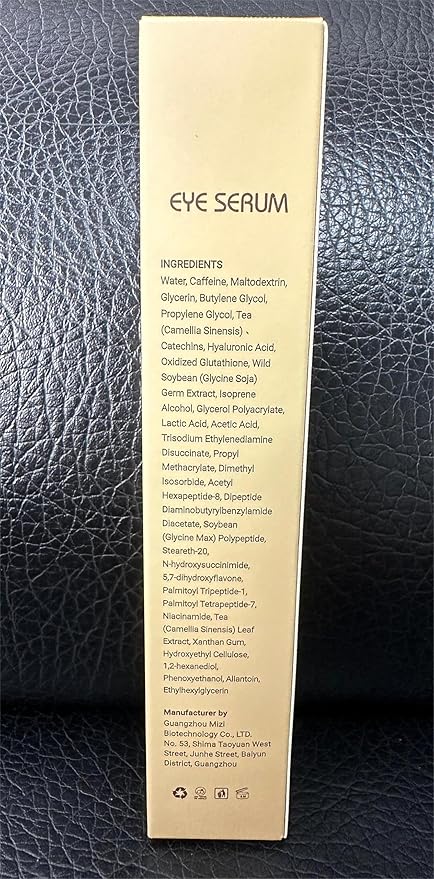 EYE SERUM
INGREDIENTS
Water, Caffeine, Maltodextrin,
Glycerin, Butylene Glycol,
Propylene Glycol, Tea
(Camellia Sinensis) 、
Catechins, Hyaluronic Acid,
Oxidized Glutathione, Wild
Soybean (Glycine Soja)
Germ Extract, Isoprene
Alcohol, Glycerol Polyacrylate,
Lactic Acid, Acetic Acid,
Trisodium Ethylenediamine
Disuccinate, Propyl
Methacrylate, Dimethyl
Isosorbide, Acetyl
Hexapeptide-8, Dipeptide
Diaminobutyrylbenzylamide
Diacetate, Soybean
(Glycine Max) Polypeptide,
Steareth-20,
N-hydroxysuccinimide,
5,7-dihydroxyflavone,
Palmitoyl Tripeptide-1,
Palmitoyl Tetrapeptide-7,
Niacinamide, Tea
(Camellia Sinensis) Leaf
Extract, Xanthan Gum,
Hydroxyethyl Cellulose,
1,2-hexanediol,
Phenoxyethanol, Allantoin,
Ethylhexylglycerin
Manufacturer by
Guangzhou Mizi
Biotechnology Co., LTD.
No. 53, Shima Taoyuan West
Street, Junhe Street, Baiyun
District, Guangzhou